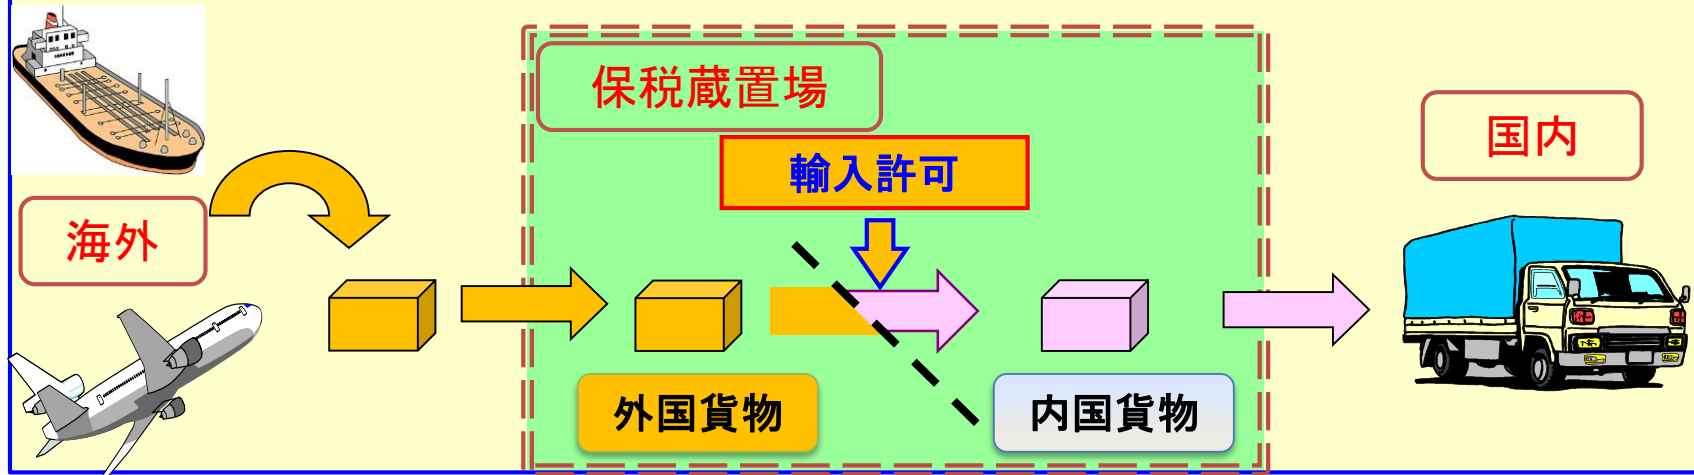 保税蔵置場
国内
輸入許可
海外
外国貨物
内国貨物